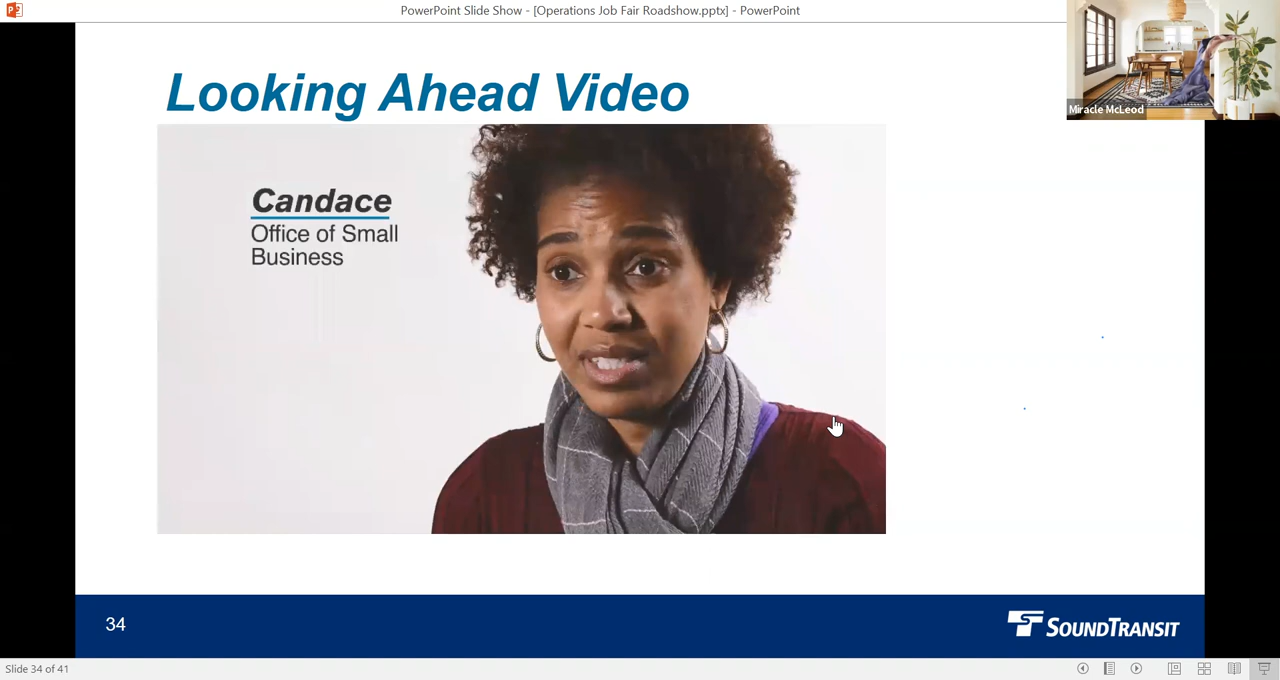 PowerPoint Slide Show - [Operations Job Fair Roadshow.pptx] - PowerPoint
Miracle McLeod
Looking Ahead Video
Candace
Office of Small
Business
34
SOUNDTRANSIT
Slide 34 of 41